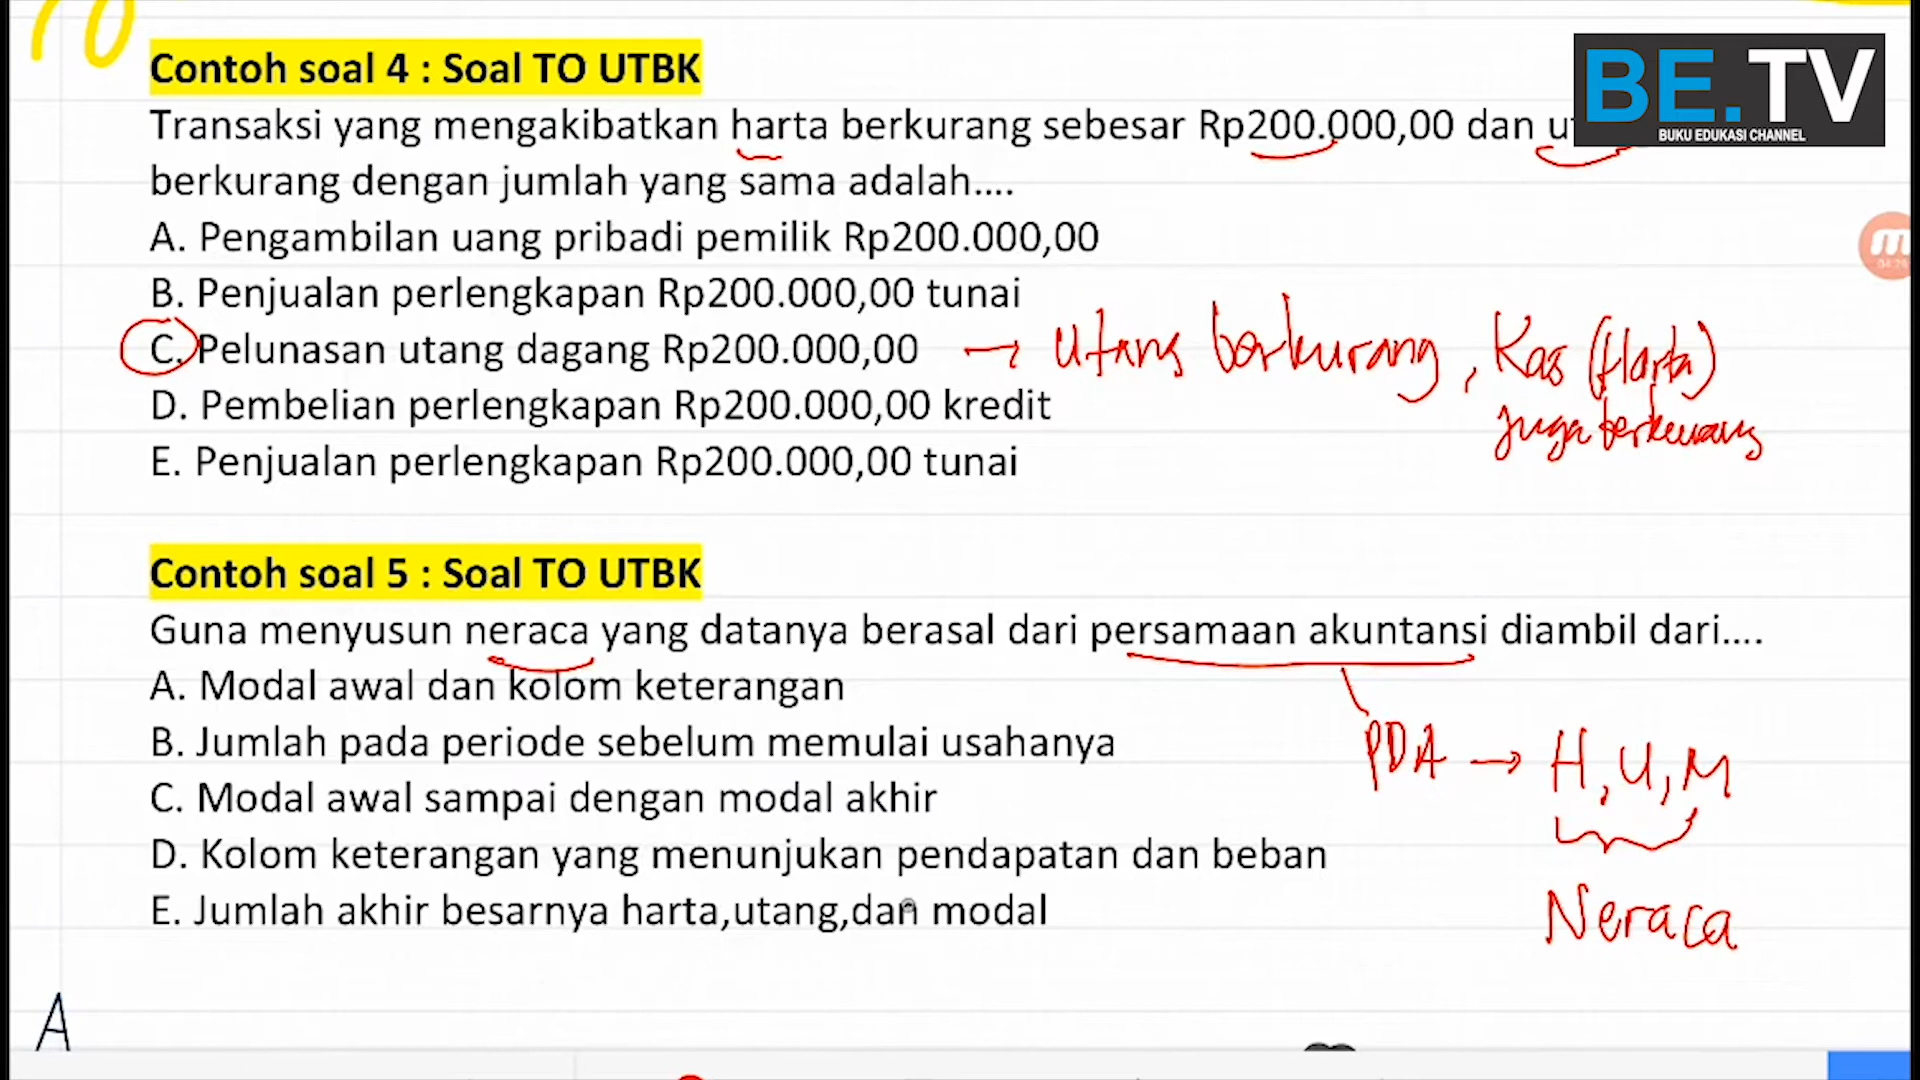 Contoh soal 4 : Soal TO UTBK
BE.TV
BUKU EDUKASI CHANNEL
Transaksi yang mengakibatkan harta berkurang sebesar Rp200.000,00 dan
berkurang dengan jumlah yang sama adalah....
A. Pengambilan uang pribadi pemilik Rp200.000,00
B. Penjualan perlengkapan Rp200.000,00 tunai
C. Pelunasan utang dagang Rp200.000,00 → Utang berkurang, Kas (Harta)
juga berkurang
D. Pembelian perlengkapan Rp200.000,00 kredit
E. Penjualan perlengkapan Rp200.000,00 tunai
Contoh soal 5 : Soal TO UTBK
Guna menyusun neraca yang datanya berasal dari persamaan akuntansi diambil dari....
A. Modal awal dan kolom keterangan
B. Jumlah pada periode sebelum memulai usahanya
PDA → H, U, M
C. Modal awal sampai dengan modal akhir
D. Kolom keterangan yang menunjukan pendapatan dan beban
E. Jumlah akhir besarnya harta,utang,dan modal
Neraca
A